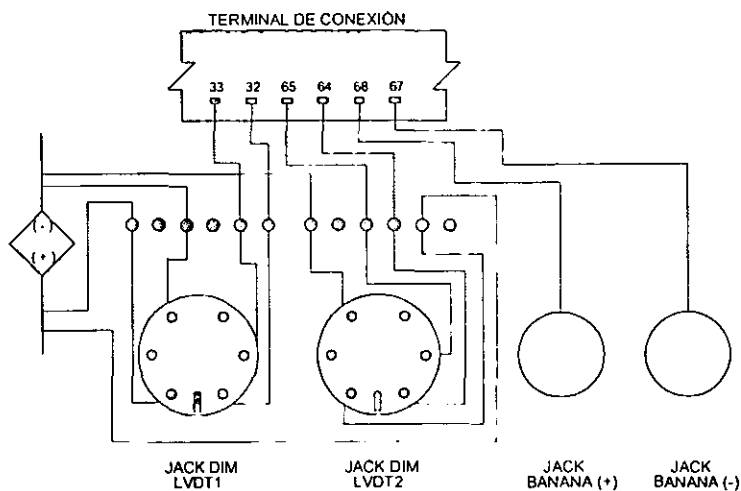 TERMINAL DE CONEXIÓN
33 32 65 64 68 67
(-)
(+)
JACK DIM
LVDT1
JACK DIM
LVDT2
JACK
BANANA (+)
JACK
BANANA (-)